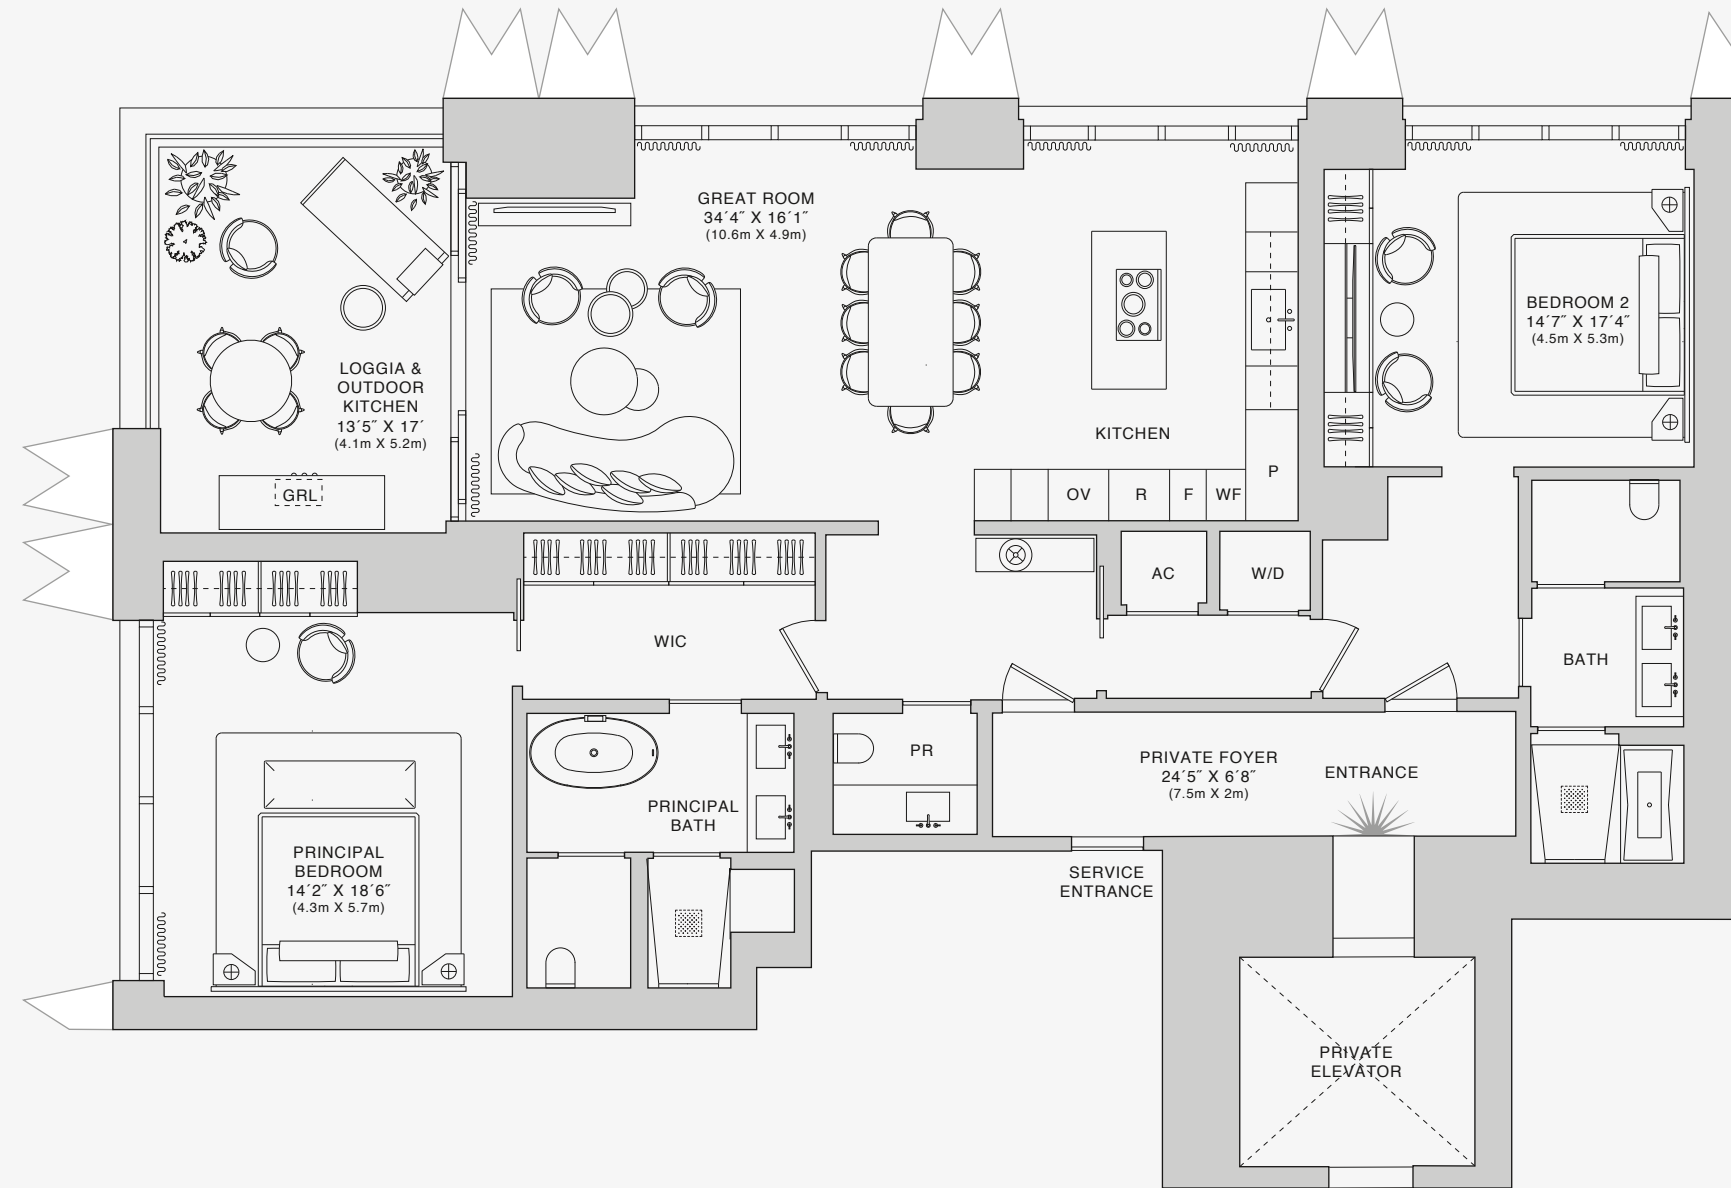 GREAT ROOM
34´4˝ X 16´1˝
(10.6m X 4.9m)
LOGGIA &
OUTDOOR
KITCHEN
13´5˝ X 17´
(4.1m X 5.2m)
GRL
KITCHEN
OV
R
F
WF
P
BEDROOM 2
14´7˝ X 17´4˝
(4.5m X 5.3m)
AC
W/D
WIC
BATH
PRINCIPAL
BATH
PR
PRIVATE FOYER
24´5˝ X 6´8˝
(7.5m X 2m)
ENTRANCE
PRINCIPAL
BEDROOM
14´2˝ X 18´6˝
(4.3m X 5.7m)
SERVICE
ENTRANCE
PRIVATE
ELEVATOR